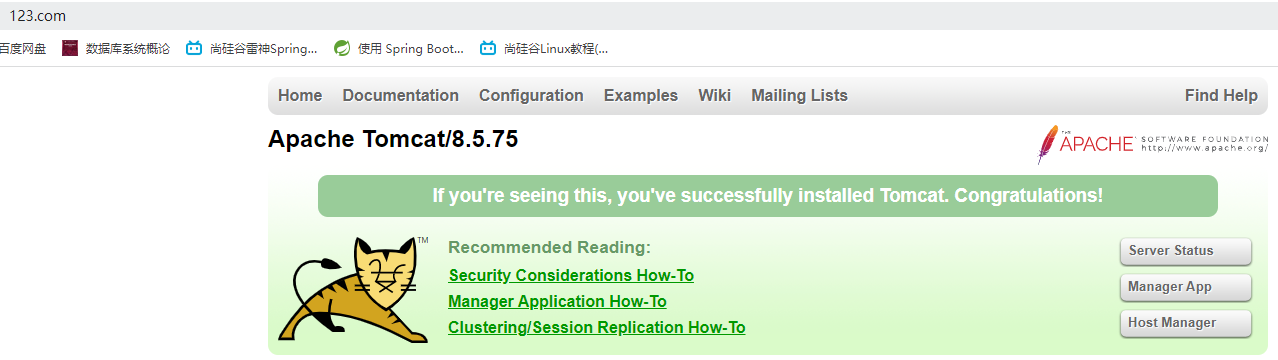 123.com
百度网盘 数据库系统概论 尚硅谷雷神Spring... 使用 Spring Boot... 尚硅谷Linux教程(...
Home Documentation Configuration Examples Wiki Mailing Lists Find Help
Apache Tomcat/8.5.75
THE APACHE SOFTWARE FOUNDATION
http://www.apache.org/
If you're seeing this, you've successfully installed Tomcat. Congratulations!
TM
Recommended Reading:
Security Considerations How-To
Manager Application How-To
Clustering/Session Replication How-To
Server Status
Manager App
Host Manager